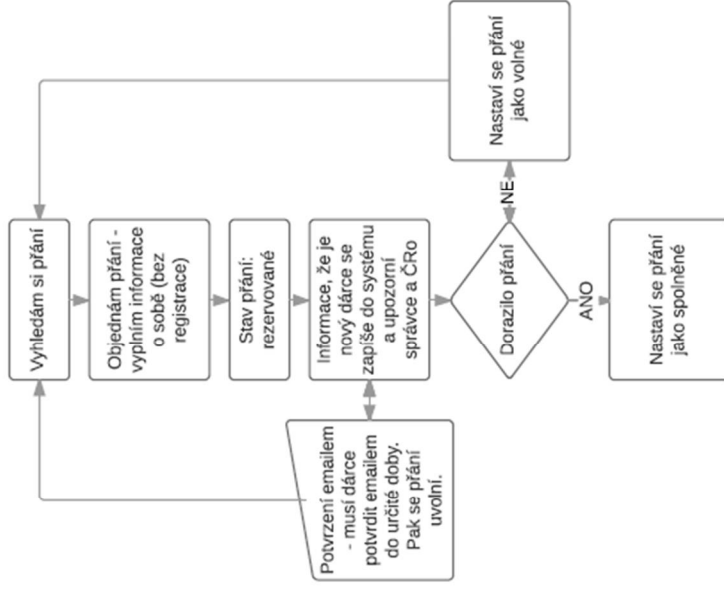 Vyhledám si přání
Objednám přání -
vyplním informace
o sobě (bez
registrace)
Stav přání:
rezervované
Informace, že je
nový dárce se
zapíše do systému
a upozorní
správce a ČRo
Potvrzení emailem
- musí dárce
potvrdit emailem
do určité doby.
Pak se přání
uvolní.
Dorazilo přání
NE
Nastaví se přání
jako volné
ANO
Nastaví se přání
jako spolněné